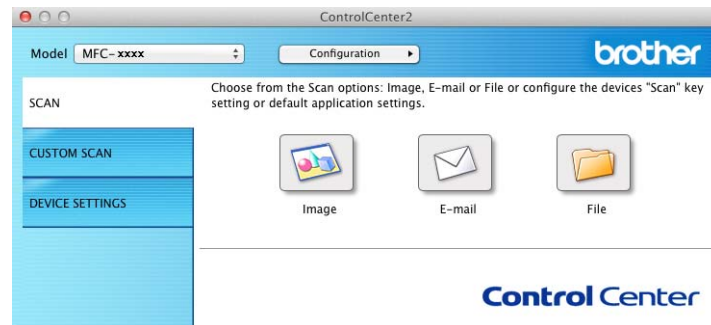 ControlCenter2
Model MFC-xxxx Configuration brother
Choose from the Scan options: Image, E-mail or File or configure the devices "Scan" key
setting or default application settings.
SCAN
CUSTOM SCAN
DEVICE SETTINGS
Image E-mail File
Control Center